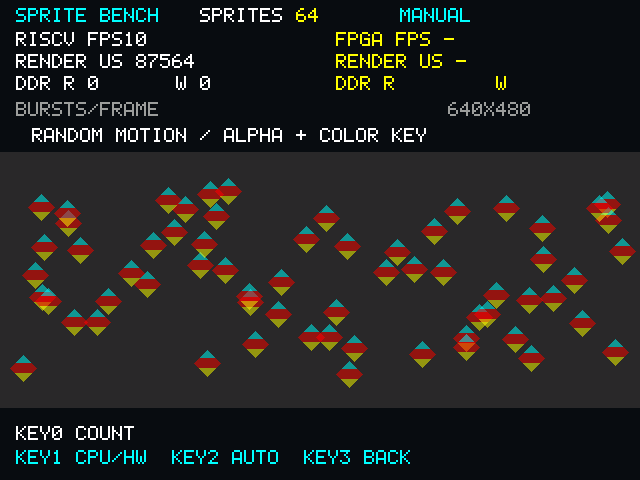 SPRITE BENCH SPRITES 64 MANUAL
RISCV FPS10 FPGA FPS -
RENDER US 87564 RENDER US -
DDR R 0 W 0 DDR R W
BURSTS/FRAME 640X480
RANDOM MOTION / ALPHA + COLOR KEY
KEY0 COUNT
KEY1 CPU/HW KEY2 AUTO KEY3 BACK